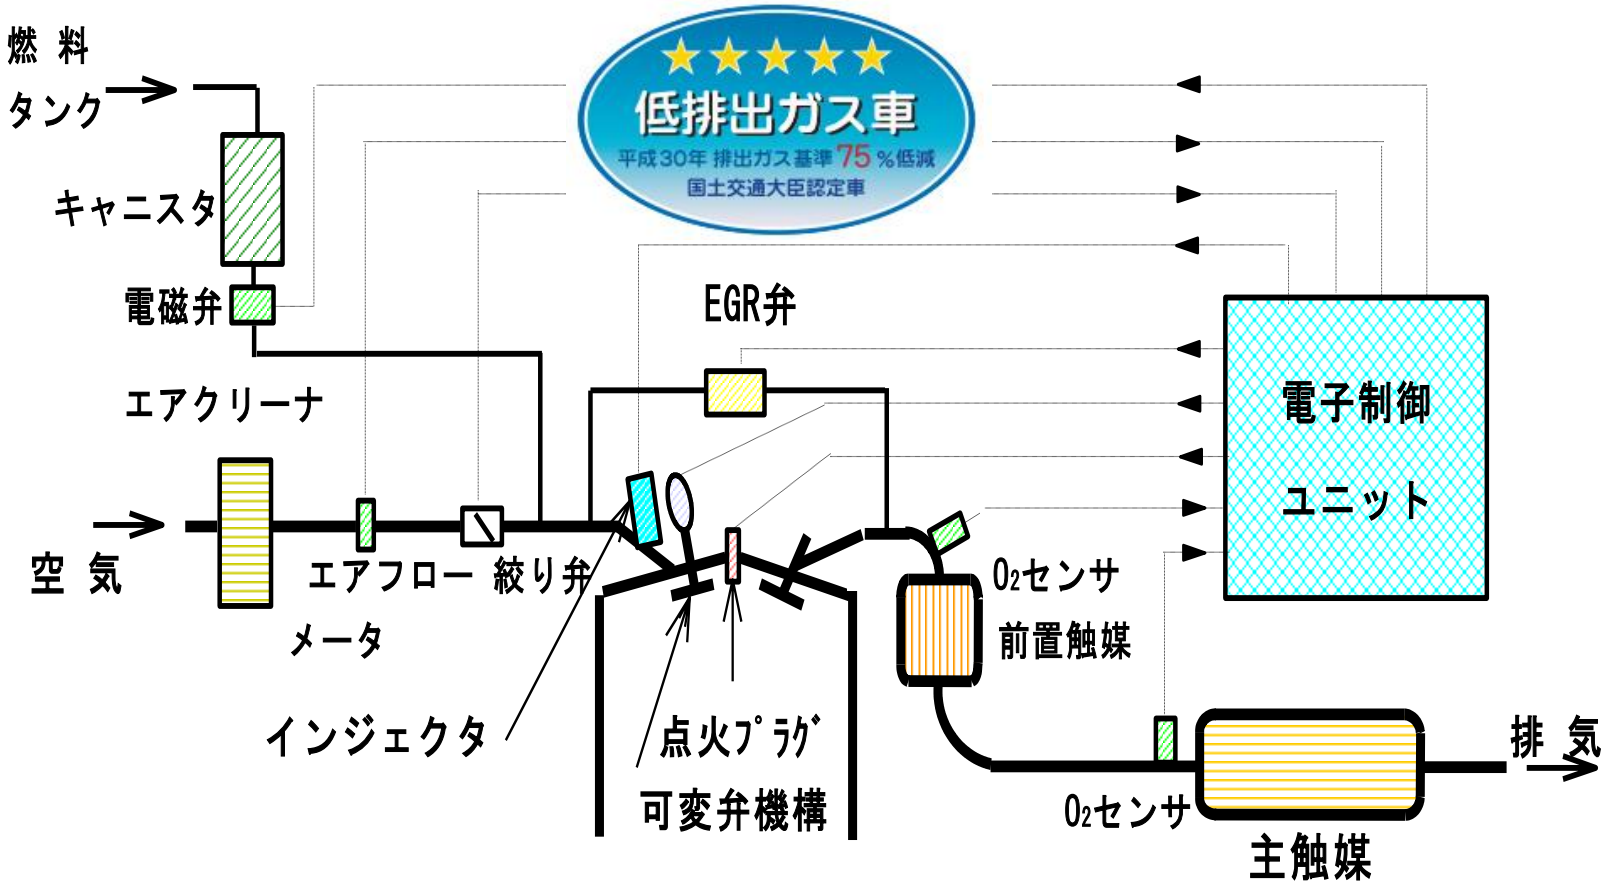 燃 料
タンク
★★★★★
低排出ガス車
平成30年 排出ガス基準 75 %低減
国土交通大臣認定車
キャニスタ
電磁弁
EGR弁
エアクリーナ
電子制御
ユニット
空 気
エアフロー
メータ
絞り弁
O₂センサ
前置触媒
インジェクタ
点火プラグ
可変弁機構
O₂センサ
主触媒
排 気